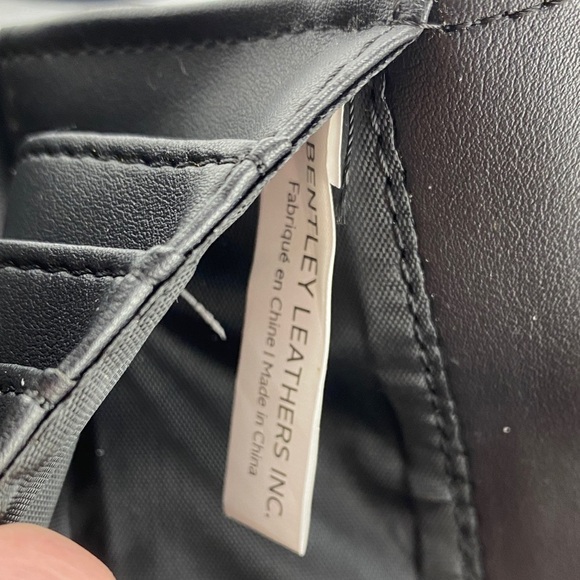 BENTLEY LEATHERS INC.
Fabriqué en Chine | Made in China